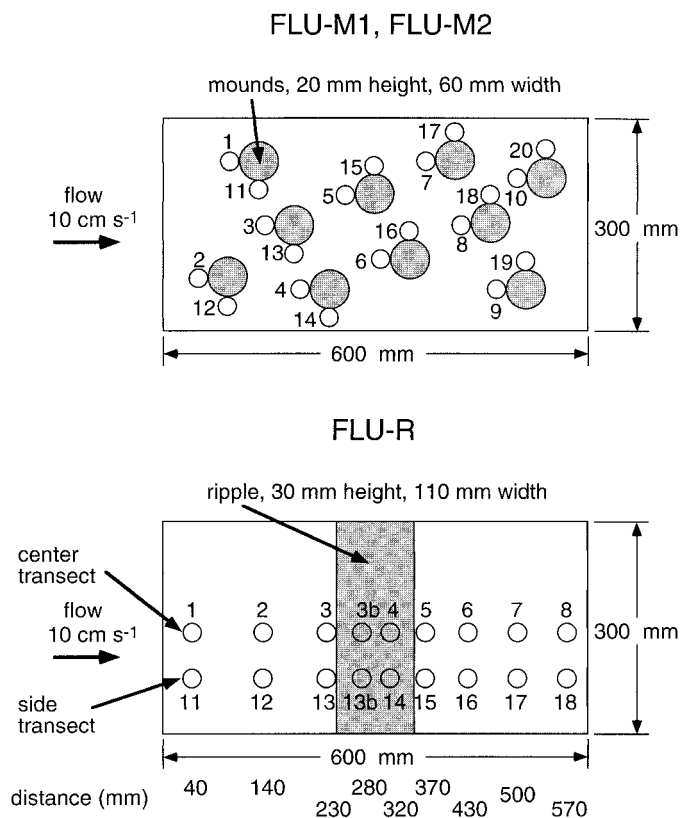 FLU-M1, FLU-M2
mounds, 20 mm height, 60 mm width
flow
10 cm s-1
1
11
2
12
3
13
4
14
15
5
16
6
17
7
18
8
19
9
20
10
300 mm
600 mm
FLU-R
ripple, 30 mm height, 110 mm width
center
transect
flow
10 cm s-1
side
transect
1 2 3 3b 4 5 6 7 8
11 12 13 13b 14 15 16 17 18
300 mm
600 mm
distance (mm) 40 140 230 280 320 370 430 500 570